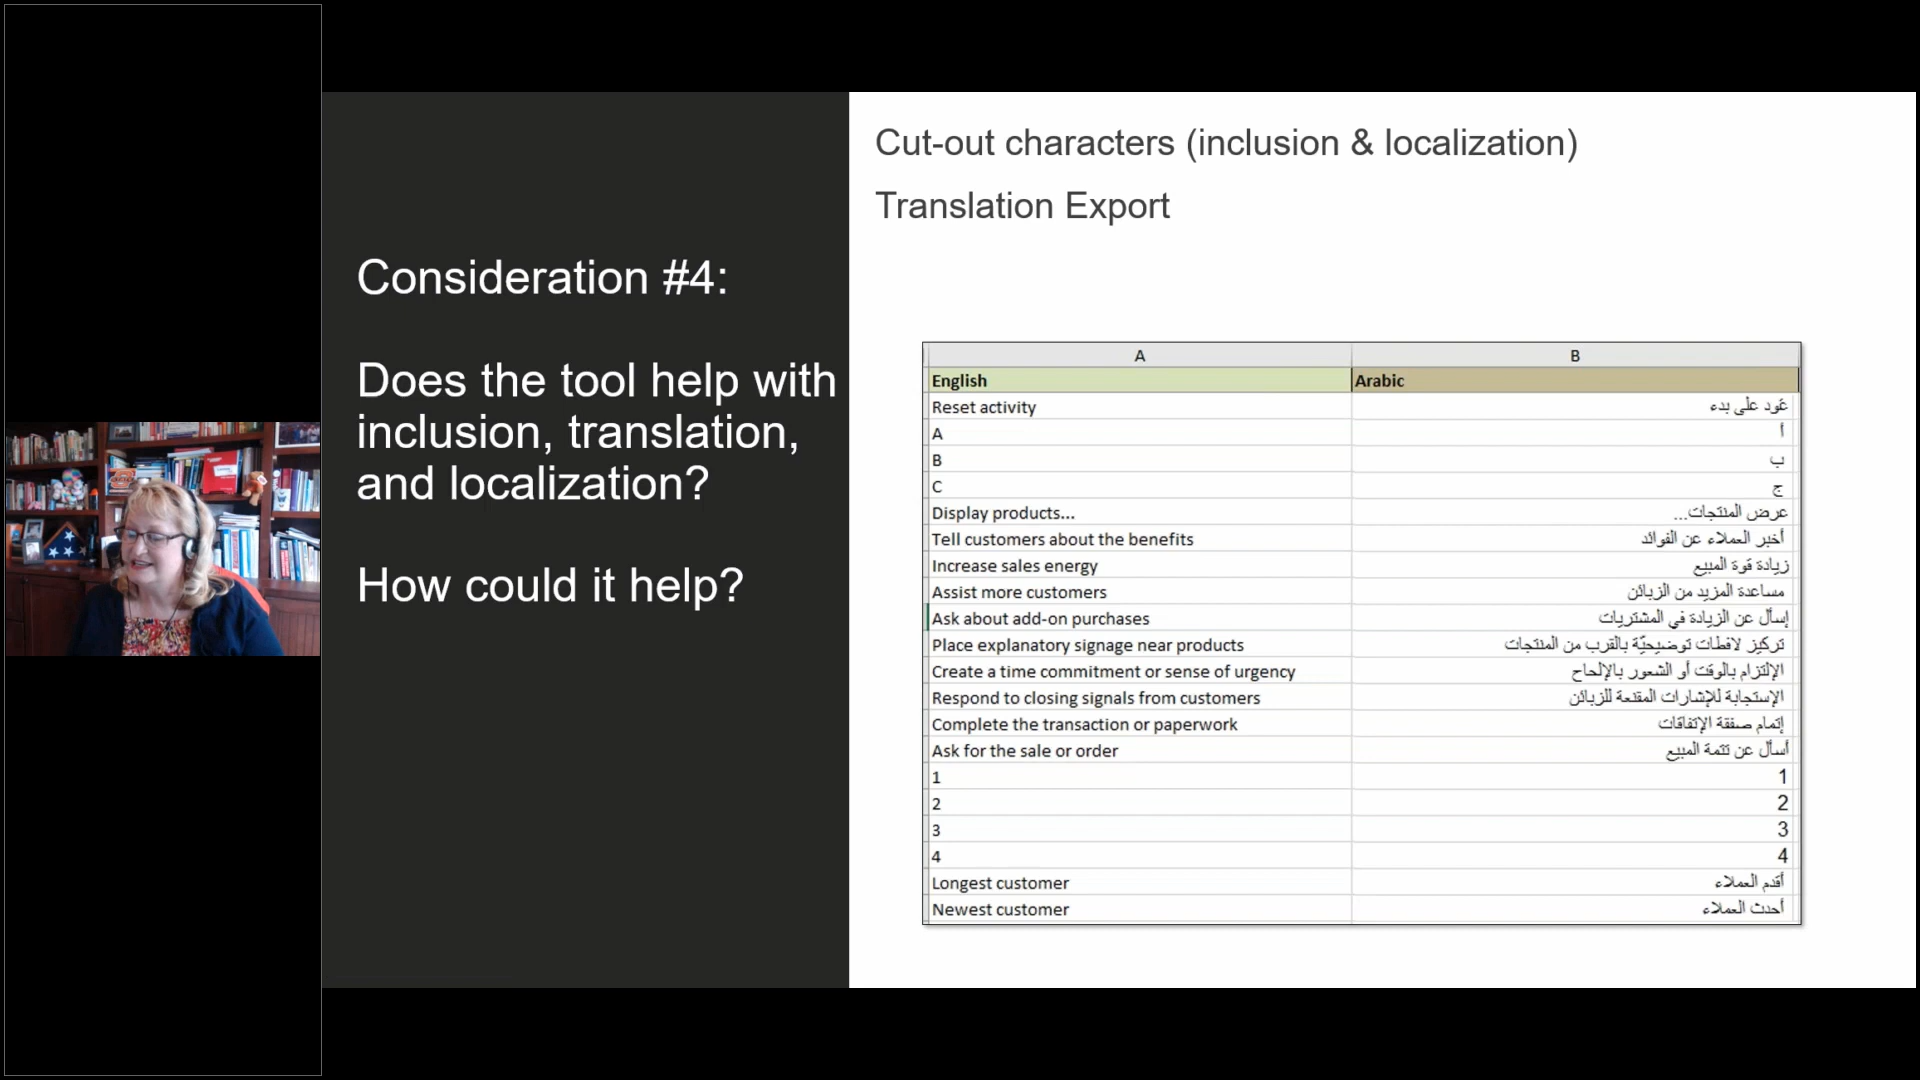 Consideration #4:
Does the tool help with
inclusion, translation,
and localization?
How could it help?
Cut-out characters (inclusion & localization)
Translation Export
A B
English Arabic
Reset activity عَود على بدء
A أ
B ب
C ج
Display products... عرض المنتجات...
Tell customers about the benefits أخبر العملاء عن الفوائد
Increase sales energy زيادة قوة المبيع
Assist more customers مساعدة المزيد من الزبائن
Ask about add-on purchases إسأل عن الزيادة في المشتريات
Place explanatory signage near products تركيز لافطات توضيحيّة بالقرب من المنتجات
Create a time commitment or sense of urgency الإلتزام بالوقت أو الشعور بالإلحاح
Respond to closing signals from customers الإستجابة للإشارات المقنعة للزبائن
Complete the transaction or paperwork إتمام صفقة الإتفاقات
Ask for the sale or order أسأل عن تتمة المبيع
1 1
2 2
3 3
4 4
Longest customer أقدم العملاء
Newest customer أحدث العملاء